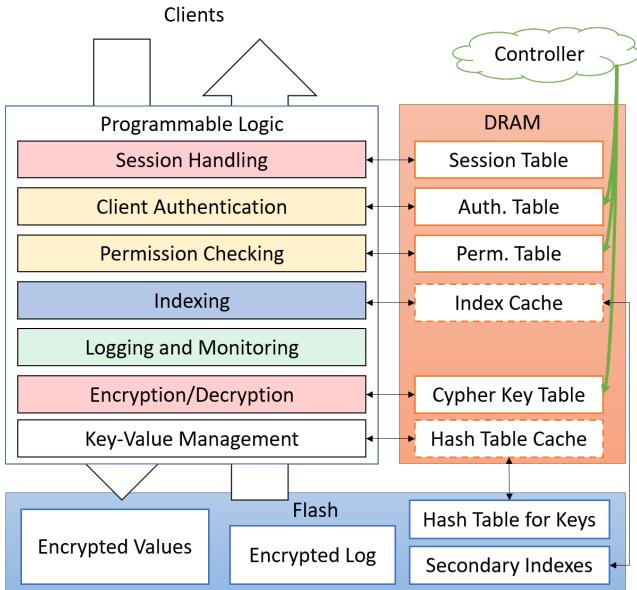 Clients
Controller
Programmable Logic
DRAM
Session Handling
Session Table
Client Authentication
Auth. Table
Permission Checking
Perm. Table
Indexing
Index Cache
Logging and Monitoring
Encryption/Decryption
Cypher Key Table
Key-Value Management
Hash Table Cache
Flash
Encrypted Values
Encrypted Log
Hash Table for Keys
Secondary Indexes